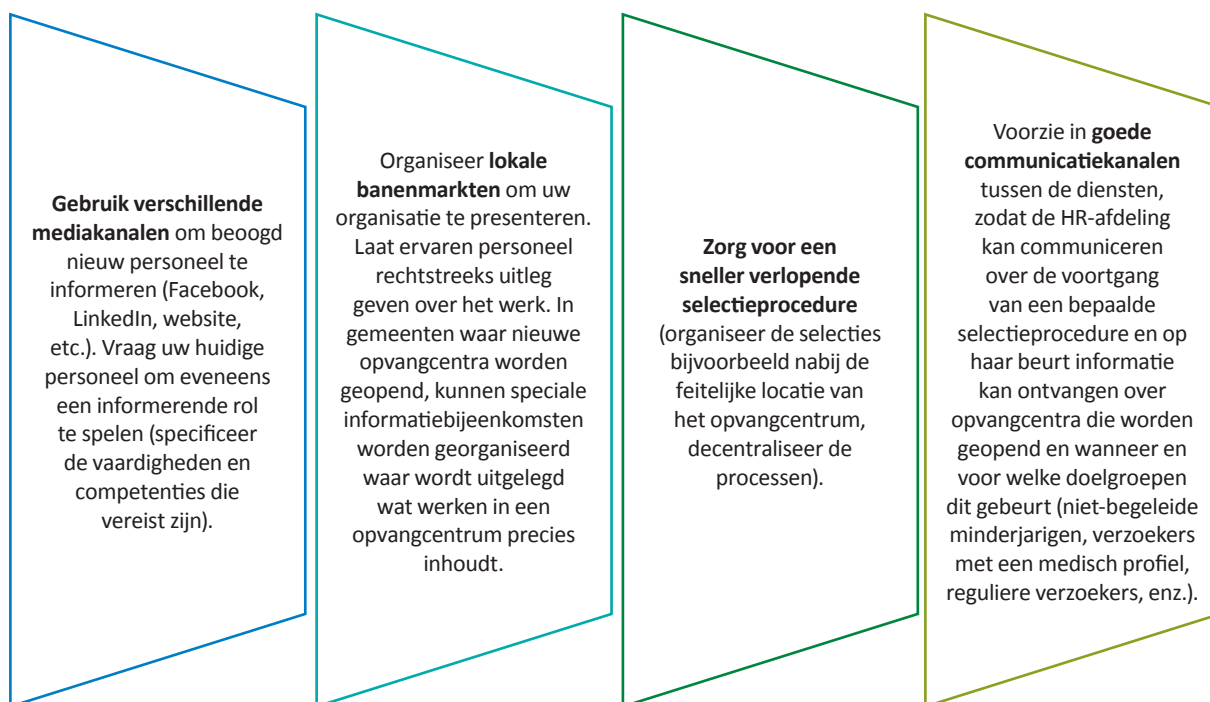 Gebruik verschillende
mediakanalen om beoogd
nieuw personeel te
informeren (Facebook,
LinkedIn, website,
etc.). Vraag uw huidige
personeel om eveneens
een informerende rol
te spelen (specificeer
de vaardigheden en
competenties die
vereist zijn).
Organiseer lokale
banenmarkten om uw
organisatie te presenteren.
Laat ervaren personeel
rechtstreeks uitleg
geven over het werk. In
gemeenten waar nieuwe
opvangcentra worden
geopend, kunnen speciale
informatiebijeenkomsten
worden georganiseerd
waar wordt uitgelegd
wat werken in een
opvangcentrum precies
inhoudt.
Zorg voor een
sneller verlopende
selectieprocedure
(organiseer de selecties
bijvoorbeeld nabij de
feitelijke locatie van
het opvangcentrum,
decentraliseer de
processen).
Voorzie in goede
communicatiekanalen
tussen de diensten,
zodat de HR-afdeling
kan communiceren
over de voortgang
van een bepaalde
selectieprocedure en op
haar beurt informatie
kan ontvangen over
opvangcentra die worden
geopend en wanneer en
voor welke doelgroepen
dit gebeurt (niet-begeleide
minderjarigen, verzoekers
met een medisch profiel,
reguliere verzoekers, enz.).